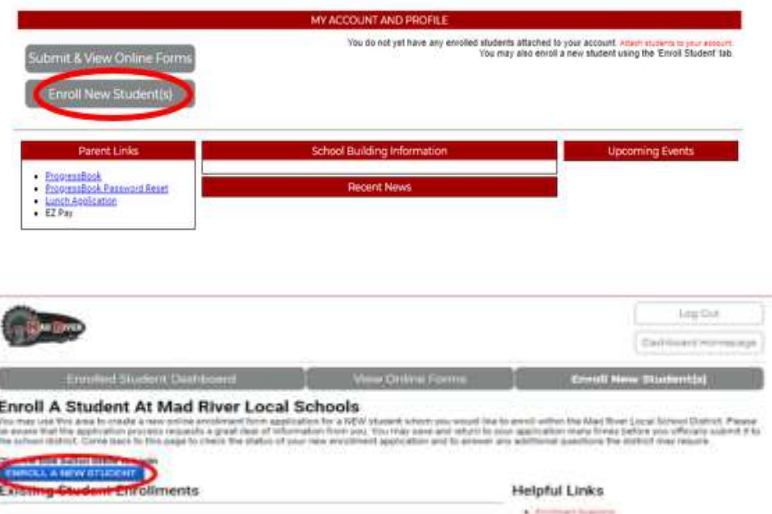 MY ACCOUNT AND PROFILE
You do not yet have any enrolled students attached to your account. Attach students to your account.
You may also enroll a new student using the 'Enroll Student' tab.
Submit & View Online Forms
Enroll New Student(s)
Parent Links
ProgressBook
ProgressBook Password Reset
Lunch Application
EZ Pay
School Building Information
Recent News
Upcoming Events
MAD RIVER
Log Out
Dashboard Homepage
Enrolled Student Dashboard
View Online Forms
Enroll New Student(s)
Enroll A Student At Mad River Local Schools
You may use this area to create a new online enrollment form application for a NEW student whom you would like to enroll within the Mad River Local School District. Please
be aware that the application process requests a great deal of information from you. You may save and return to your application many times before you officially submit it to
the school district. Come back to this page to check the status of your new enrollment application and to answer any additional questions the district may require.
button below
ENROLL A NEW STUDENT
Existing Student Enrollments
Helpful Links